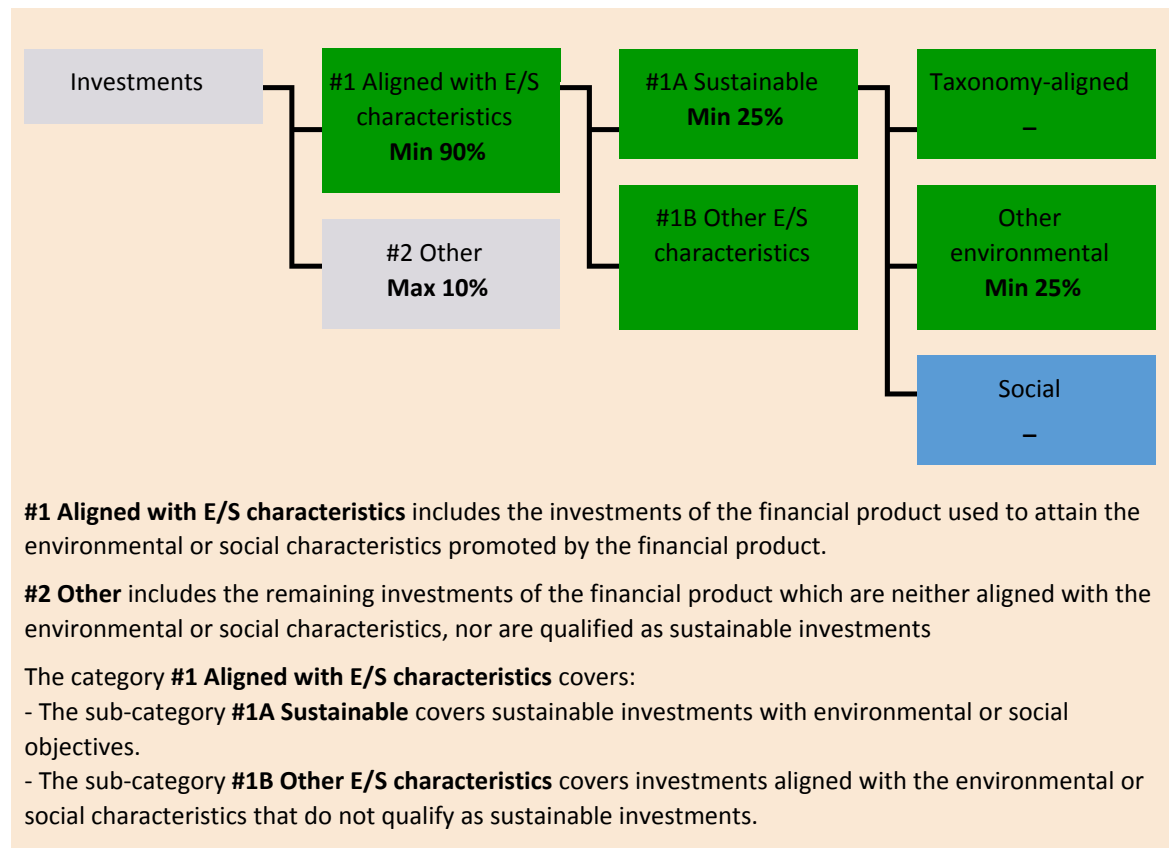 Investments
#1 Aligned with E/S
characteristics
Min 90%
#1A Sustainable
Min 25%
Taxonomy-aligned
–
#2 Other
Max 10%
#1B Other E/S
characteristics
Other
environmental
Min 25%
Social
–
#1 Aligned with E/S characteristics includes the investments of the financial product used to attain the
environmental or social characteristics promoted by the financial product.
#2 Other includes the remaining investments of the financial product which are neither aligned with the
environmental or social characteristics, nor are qualified as sustainable investments
The category #1 Aligned with E/S characteristics covers:
- The sub-category #1A Sustainable covers sustainable investments with environmental or social
objectives.
- The sub-category #1B Other E/S characteristics covers investments aligned with the environmental or
social characteristics that do not qualify as sustainable investments.